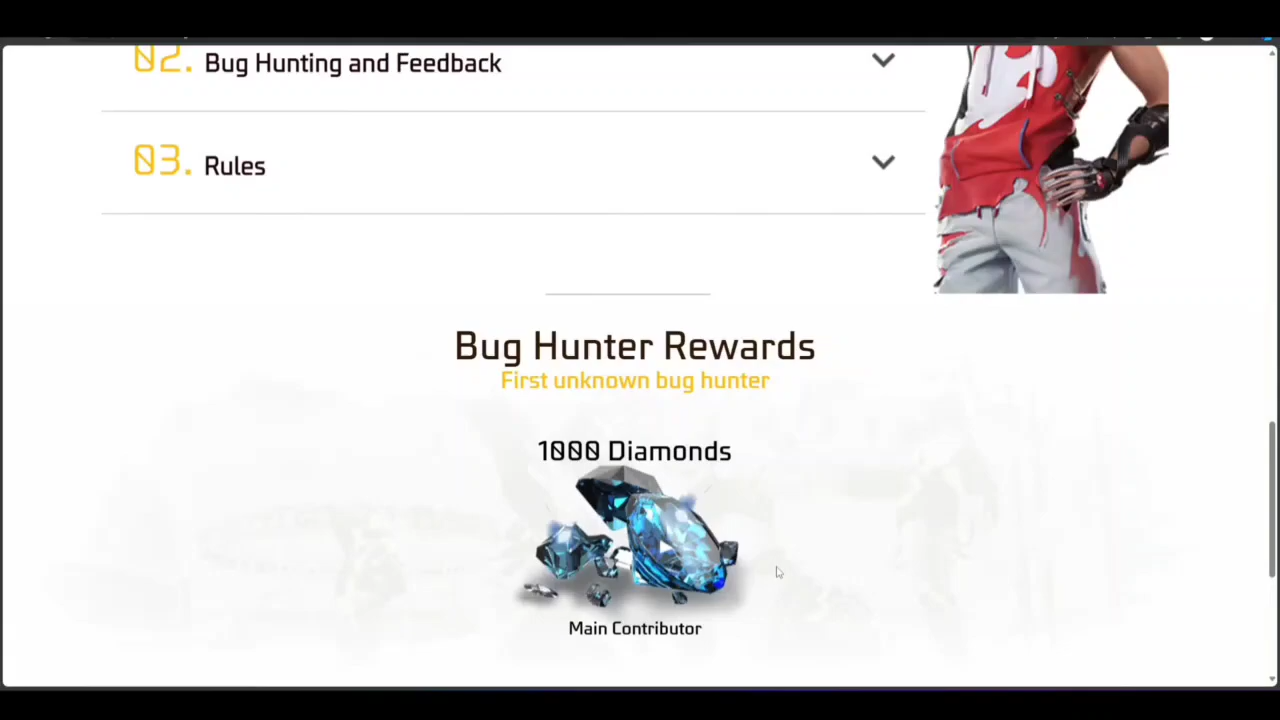 02. Bug Hunting and Feedback
03. Rules
Bug Hunter Rewards
First unknown bug hunter
1000 Diamonds
Main Contributor